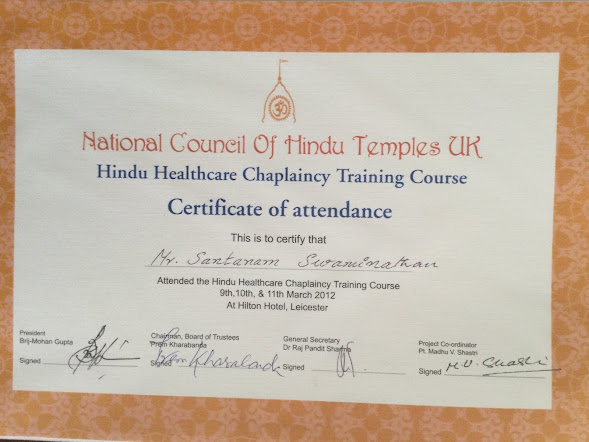 ॐ
National Council Of Hindu Temples UK
Hindu Healthcare Chaplaincy Training Course
Certificate of attendance
This is to certify that
Mr. Santanam Swaminathan
Attended the Hindu Healthcare Chaplaincy Training Course
9th,10th, & 11th March 2012
At Hilton Hotel, Leicester
President
Brij-Mohan Gupta
Signed
Chairman, Board of Trustees
Prem Kharabanda
Signed
General Secretary
Dr Raj Pandit Sharma
Signed
Project Co-ordinator
Pt. Madhu V. Shastri
Signed M.V. Shastri